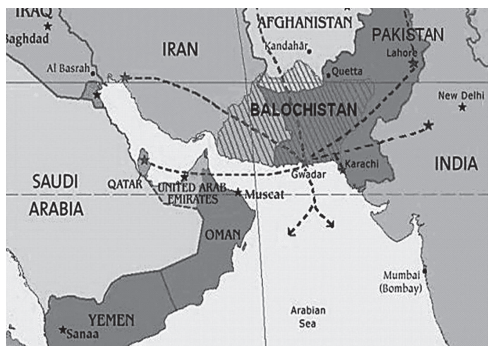 IRAQ
Baghdad
AFGHANISTAN
PAKISTAN
IRAN
Kandahār
Lahore
Al Basrah
Quetta
New Delhi
BALOCHISTAN
Gwadar
Karachi
INDIA
QATAR
SAUDI
ARABIA
UNITED ARAB
EMIRATES
Muscat
OMAN
Mumbai
(Bombay)
Arabian
Sea
YEMEN
Sanaa